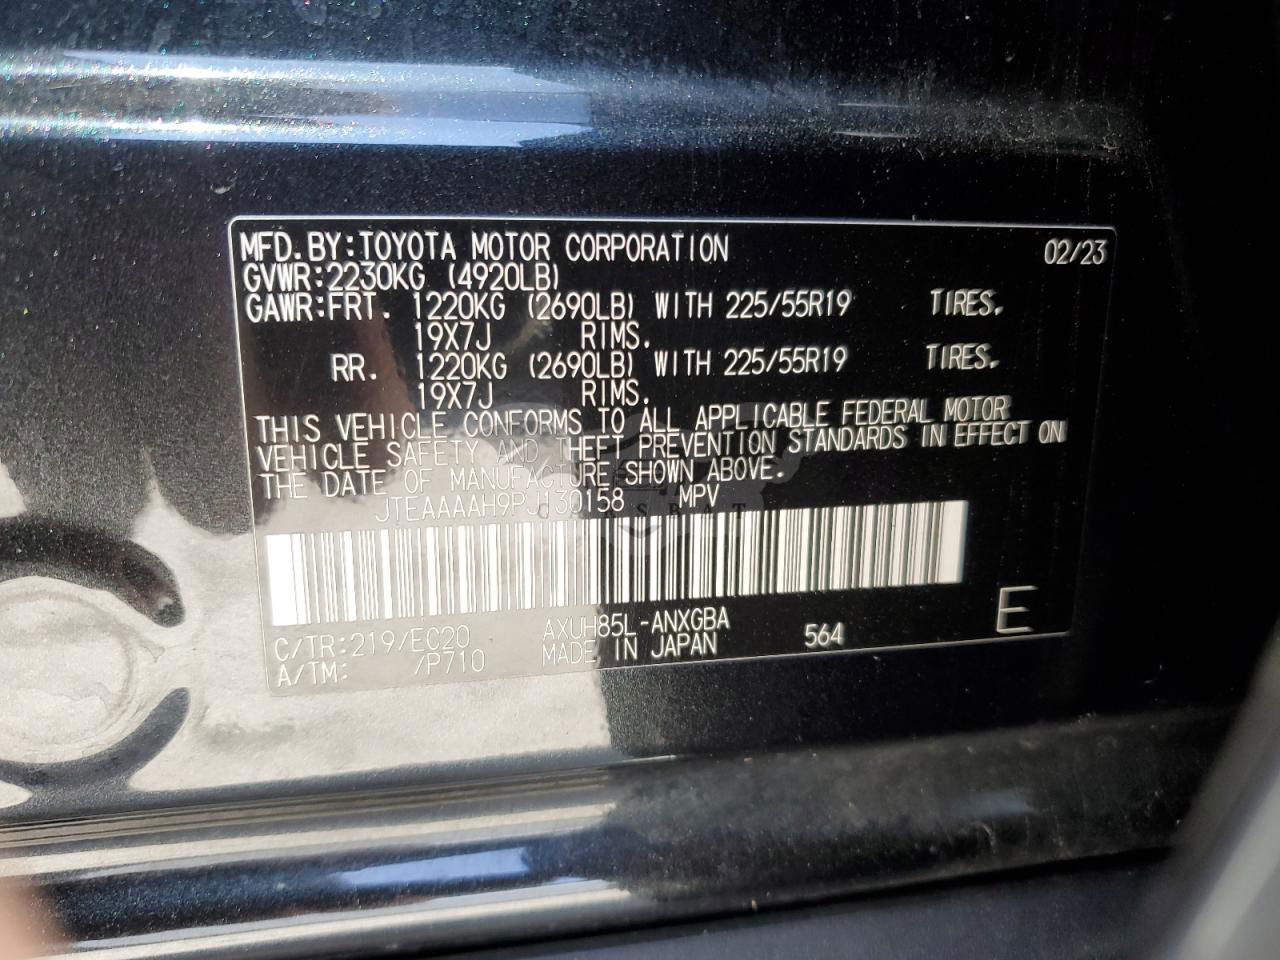 MFD.BY:TOYOTA MOTOR CORPORATION 02/23
GVWR:2230KG (4920LB)
GAWR:FRT. 1220KG (2690LB) WITH 225/55R19 TIRES.
19X7J RIMS.
RR. 1220KG (2690LB) WITH 225/55R19 TIRES.
19X7J RIMS.
THIS VEHICLE CONFORMS TO ALL APPLICABLE FEDERAL MOTOR
VEHICLE SAFETY AND THEFT PREVENTION STANDARDS IN EFFECT ON
THE DATE OF MANUFACTURE SHOWN ABOVE.
JTEAAAAH9PJ130158 MPV
CARSBAT
C/TR:219/EC20 AXUH85L-ANXGBA 564 E
A/TM: /P710 MADE IN JAPAN